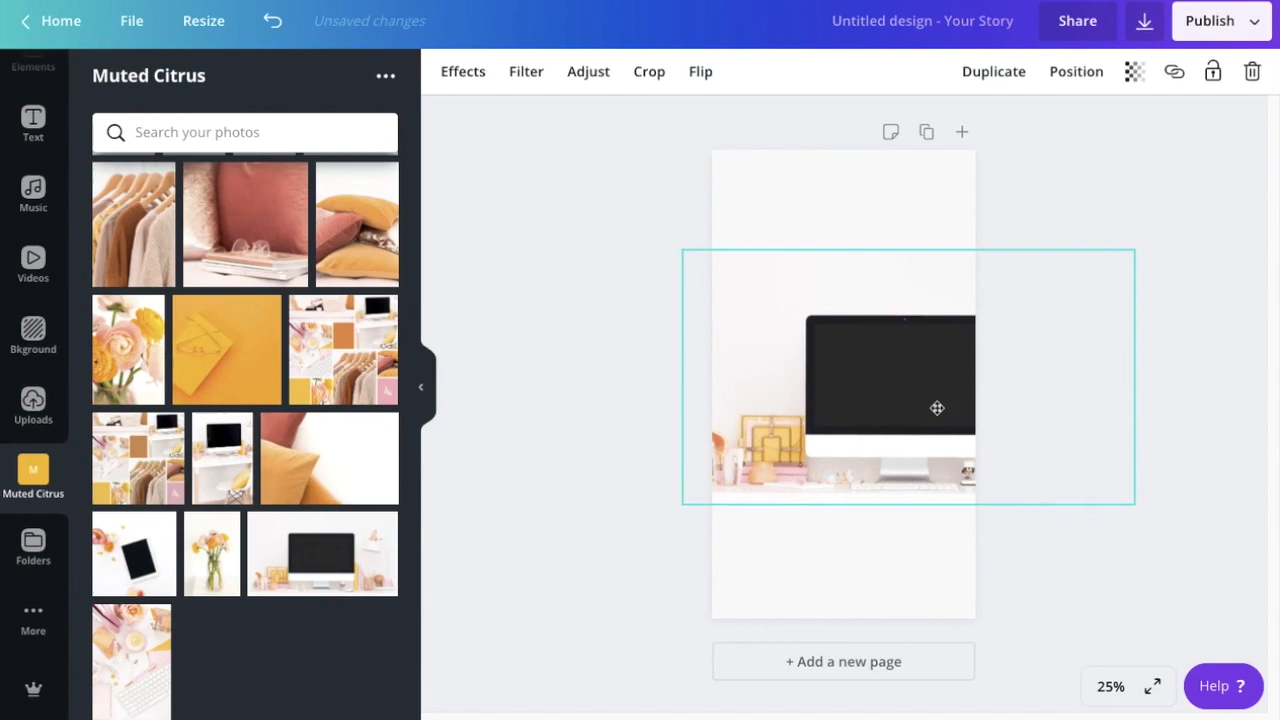 Home File Resize Unsaved changes Untitled design - Your Story Share Publish
Elements
Text
Music
Videos
Bkground
Uploads
M
Muted Citrus
Folders
More
Muted Citrus
Search your photos
Effects Filter Adjust Crop Flip Duplicate Position
+ Add a new page
25%
Help ?